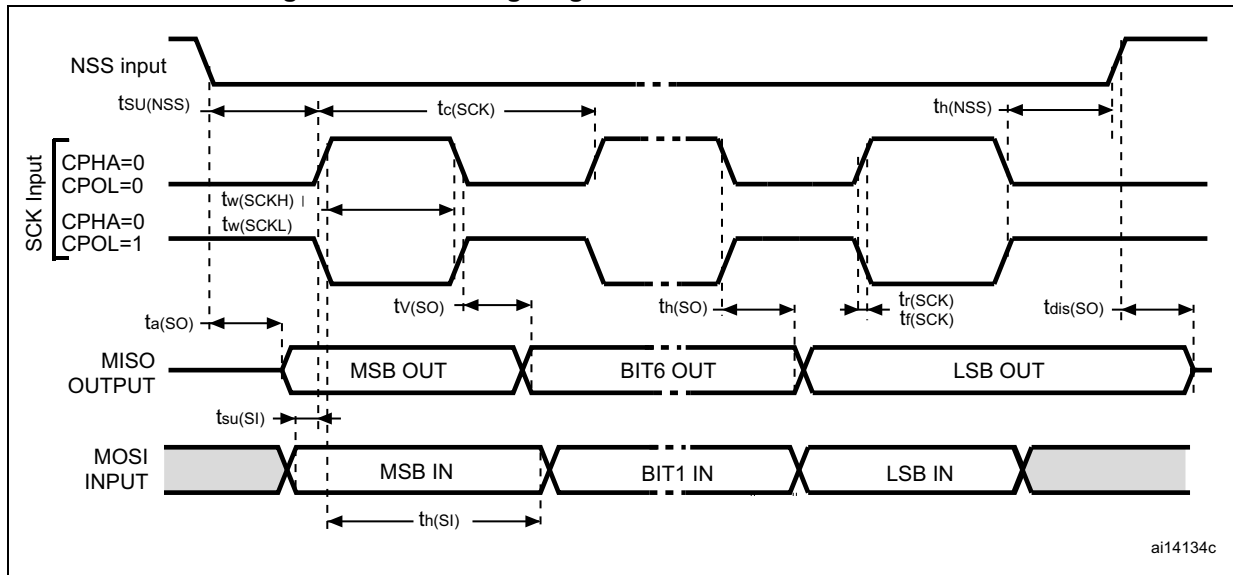 NSS input
tSU(NSS)
tc(SCK)
th(NSS)
SCK Input
CPHA=0
CPOL=0
tw(SCKH)
CPHA=0
CPOL=1
tw(SCKL)
tV(SO)
th(SO)
tr(SCK)
tf(SCK)
tdis(SO)
ta(SO)
MISO
OUTPUT
MSB OUT
BIT6 OUT
LSB OUT
tsu(SI)
MOSI
INPUT
MSB IN
BIT1 IN
LSB IN
th(SI)
ai14134c